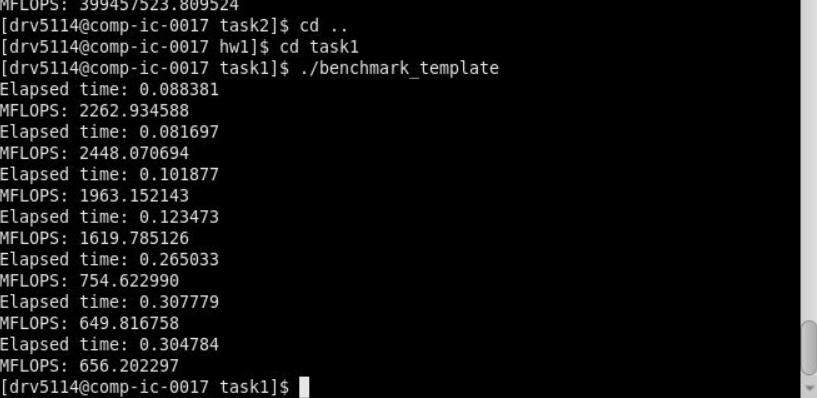 MFLOPS: 399457523.809524
[drv5114@comp-ic-0017 task2]$ cd ..
[drv5114@comp-ic-0017 hw1]$ cd task1
[drv5114@comp-ic-0017 task1]$ ./benchmark_template
Elapsed time: 0.088381
MFLOPS: 2262.934588
Elapsed time: 0.081697
MFLOPS: 2448.070694
Elapsed time: 0.101877
MFLOPS: 1963.152143
Elapsed time: 0.123473
MFLOPS: 1619.785126
Elapsed time: 0.265033
MFLOPS: 754.622990
Elapsed time: 0.307779
MFLOPS: 649.816758
Elapsed time: 0.304784
MFLOPS: 656.202297
[drv5114@comp-ic-0017 task1]$